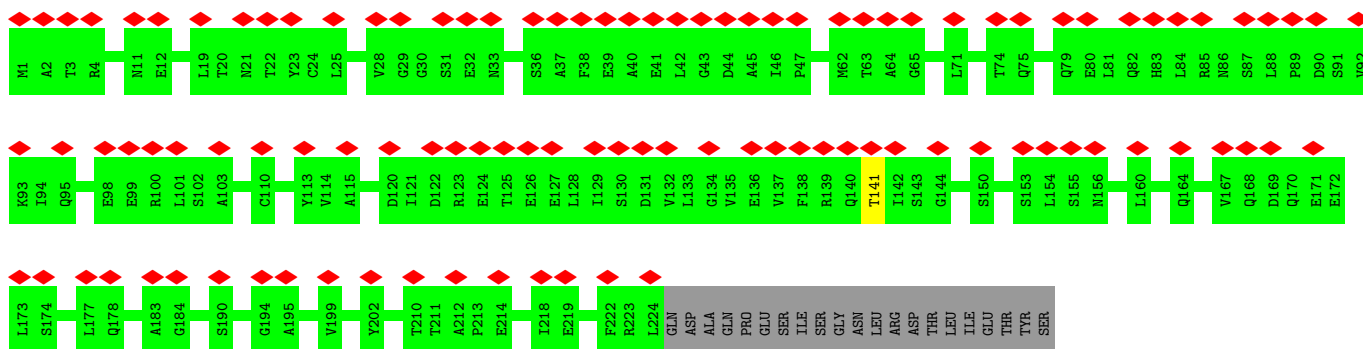 M1 A2 T3 R4 N11 E12 L19 T20 N21 T22 Y23 C24 L25 V28 G29 G30 S31 E32 N33 S36 A37 F38 E39 A40 E41 L42 G43 D44 A45 I46 P47 M62 T63 A64 G65 L71 T74 Q75 Q79 E80 L81 Q82 H83 L84 R85 N86 S87 L88 P89 D90 S91 V92
K93 I94 Q95 E98 E99 R100 L101 S102 A103 C110 Y113 V114 A115 D120 I121 D122 R123 E124 T125 E126 E127 L128 I129 S130 D131 V132 L133 G134 V135 E136 V137 F138 R139 Q140 T141 I142 S143 G144 S150 S153 L154 S155 N156 L160 Q164 V167 Q168 D169 Q170 E171 E172
L173 S174 L177 Q178 A183 G184 S190 G194 A195 V199 Y202 T210 T211 A212 P213 E214 I218 E219 F222 R223 L224 GLN ASP ALA GLN PRO GLU SER ILE SER GLY ASN LEU ARG ASP THR LEU ILE GLU THR TYR SER